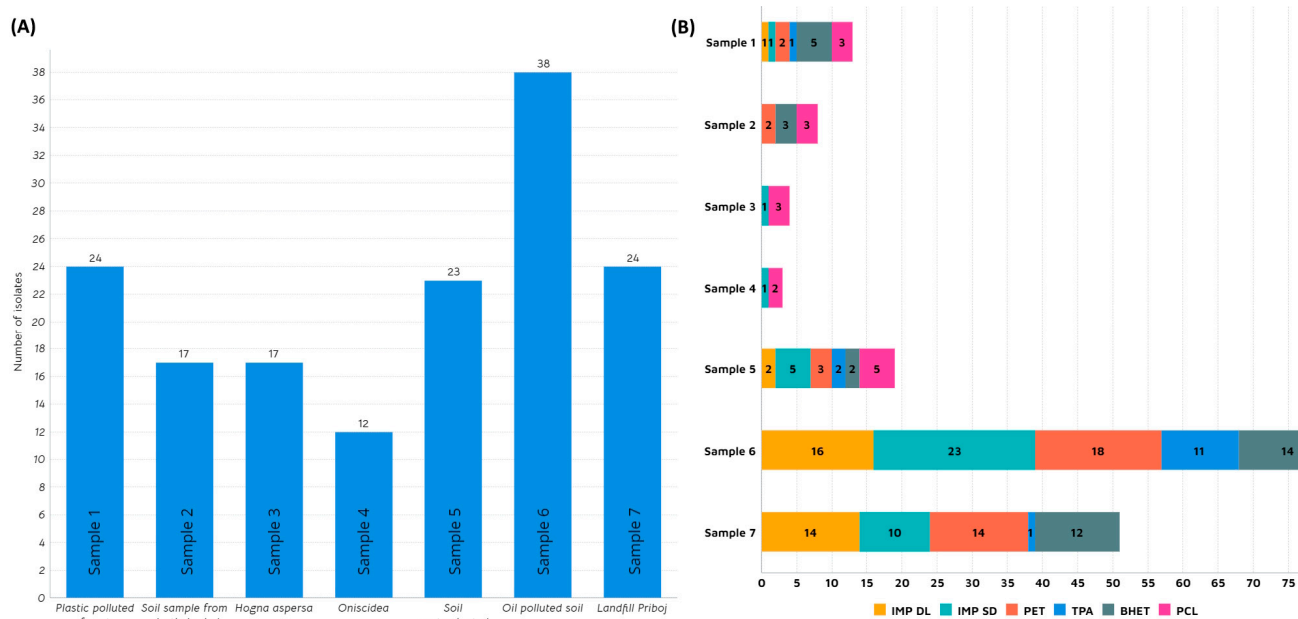 (A)
Number of isolates
38
36
34
32
30
28
26
24
22
20
18
16
14
12
10
8
6
4
2
0
24
17
17
12
23
38
24
Sample 1
Sample 2
Sample 3
Sample 4
Sample 5
Sample 6
Sample 7
Plastic polluted
Soil sample from
Hogna aspersa
Oniscidea
Soil
Oil polluted soil
Landfill Priboj
(B)
Sample 1 1 1 2 1 5 3
Sample 2 2 3 3
Sample 3 1 3
Sample 4 1 2
Sample 5 2 5 3 2 2 5
Sample 6 16 23 18 11 14
Sample 7 14 10 14 1 12
0 5 10 15 20 25 30 35 40 45 50 55 60 65 70 75
IMP DL IMP SD PET TPA BHET PCL